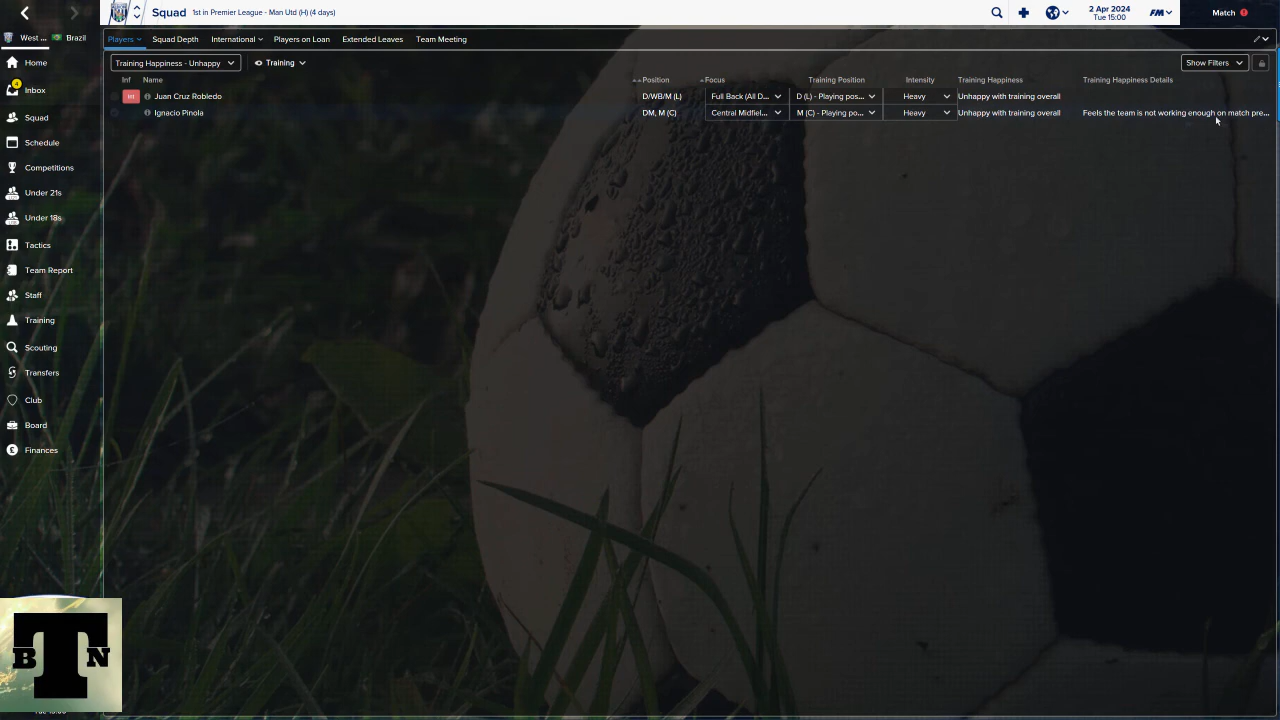 Squad 1st in Premier League - Man Utd (H) (4 days)
2 Apr 2024
Tue 15:00
FM
Match
West ... Brazil
Players Squad Depth International Players on Loan Extended Leaves Team Meeting
Training Happiness - Unhappy Training Show Filters
Inf Name Position Focus Training Position Intensity Training Happiness Training Happiness Details
Int Juan Cruz Robledo D/WB/M (L) Full Back (All D... D (L) - Playing pos... Heavy Unhappy with training overall
Ignacio Pinola DM, M (C) Central Midfiel... M (C) - Playing po... Heavy Unhappy with training overall Feels the team is not working enough on match pre...
Home
4
Inbox
Squad
Schedule
Competitions
Under 21s
Under 18s
Tactics
Team Report
Staff
Training
Scouting
Transfers
Club
Board
Finances
BTN